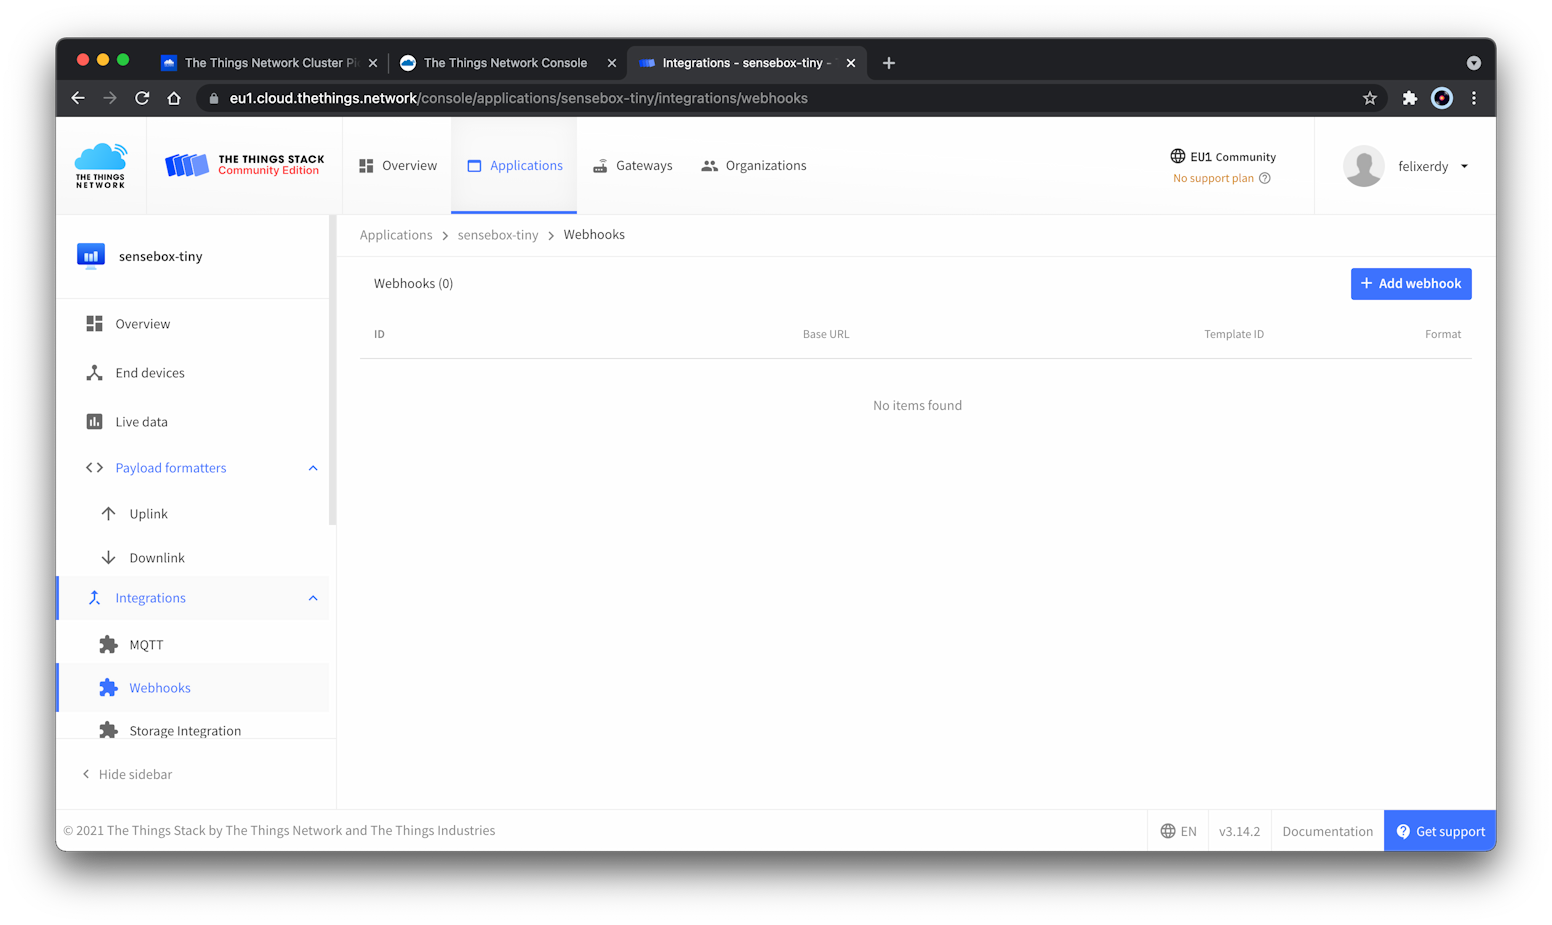 The Things Network Cluster Pi
The Things Network Console
Integrations - sensebox-tiny -
eu1.cloud.thethings.network/console/applications/sensebox-tiny/integrations/webhooks
THE THINGS
NETWORK
THE THINGS STACK
Community Edition
Overview
Applications
Gateways
Organizations
EU1 Community
No support plan
felixerdy
sensebox-tiny
Overview
End devices
Live data
Payload formatters
Uplink
Downlink
Integrations
MQTT
Webhooks
Storage Integration
Hide sidebar
Applications > sensebox-tiny > Webhooks
Webhooks (0)
+ Add webhook
ID Base URL Template ID Format
No items found
© 2021 The Things Stack by The Things Network and The Things Industries
EN
v3.14.2
Documentation
Get support